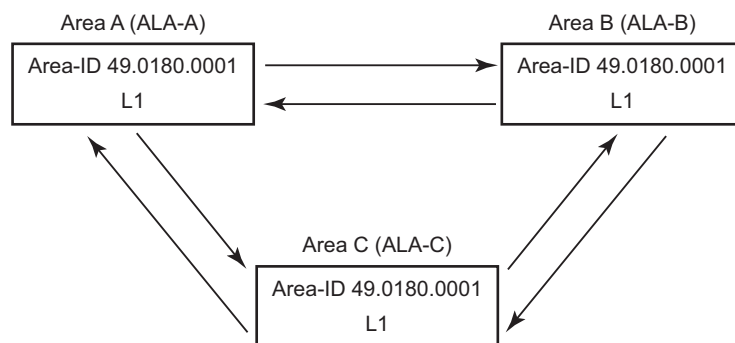 Area A (ALA-A)
Area-ID 49.0180.0001
L1
Area B (ALA-B)
Area-ID 49.0180.0001
L1
Area C (ALA-C)
Area-ID 49.0180.0001
L1